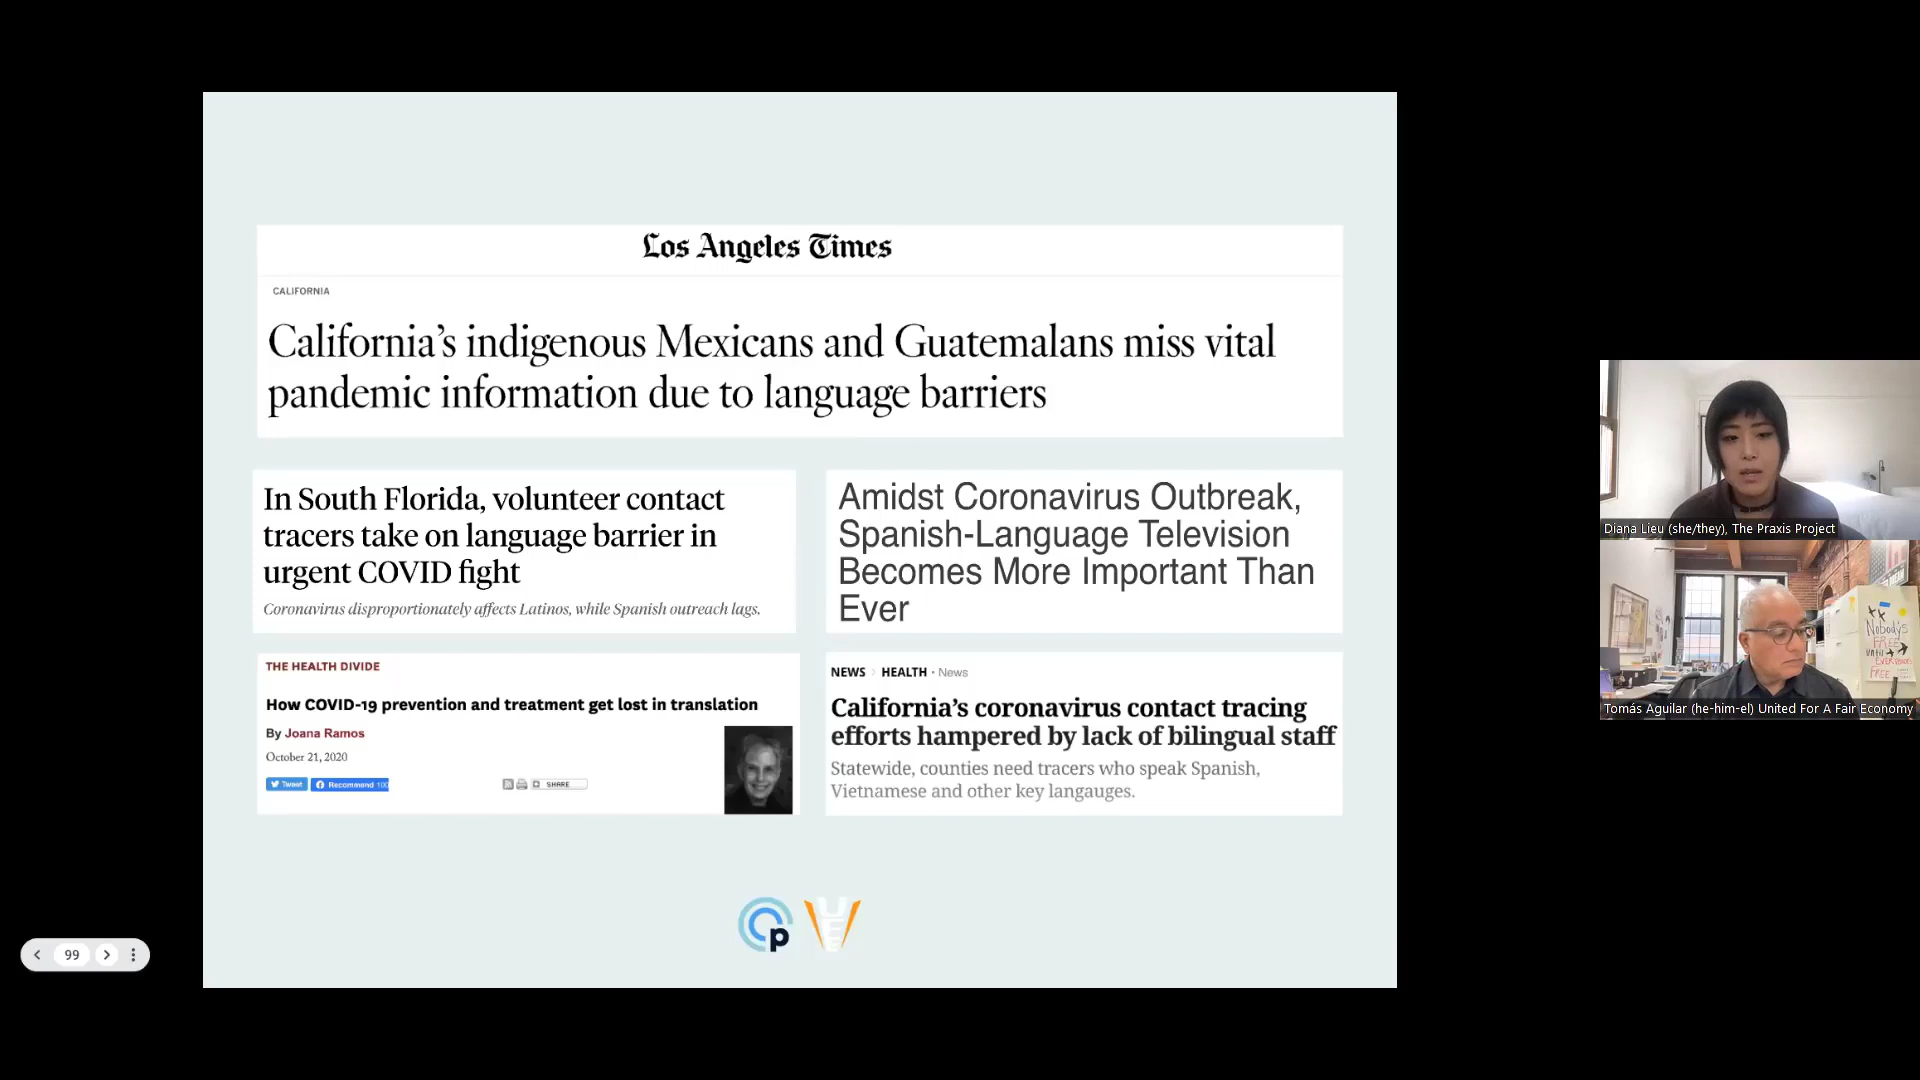 Los Angeles Times
CALIFORNIA
California's indigenous Mexicans and Guatemalans miss vital
pandemic information due to language barriers
In South Florida, volunteer contact
tracers take on language barrier in
urgent COVID fight
Coronavirus disproportionately affects Latinos, while Spanish outreach lags.
Amidst Coronavirus Outbreak,
Spanish-Language Television
Becomes More Important Than
Ever
THE HEALTH DIVIDE
How COVID-19 prevention and treatment get lost in translation
By Joana Ramos
October 21, 2020
Tweet Recommend 100
SHARE
NEWS > HEALTH • News
California's coronavirus contact tracing
efforts hampered by lack of bilingual staff
Statewide, counties need tracers who speak Spanish,
Vietnamese and other key langauges.
p
UFE
99
Diana Lieu (she/they), The Praxis Project
Nobody's
FREE
until
EVERYBODY'S
FREE
Tomás Aguilar (he-him-el) United For A Fair Economy